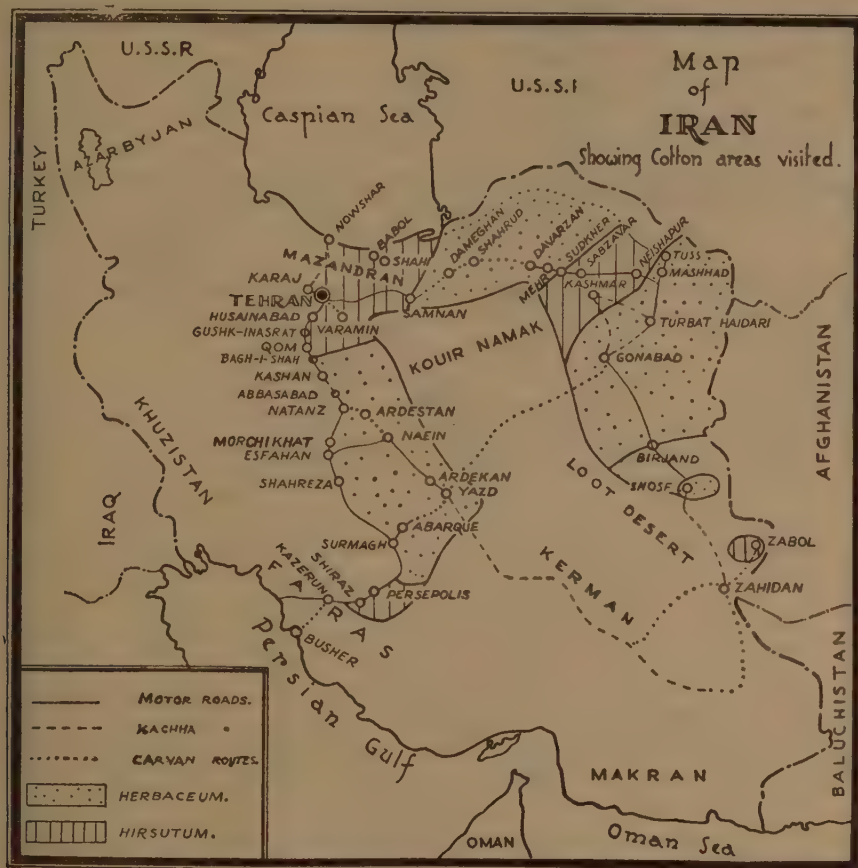 Map
of
IRAN
Showing Cotton areas visited.
U.S.S.R
U.S.S.
Caspian Sea
TURKEY
AZARBYJAN
NOWSHAR
BABOL
SHAHI
MAZANDRAN
DAMEGHAN
SHAHRUD
DAVARZAN
SUDKHER
SABZAVAR
NEISHAPUR
TUSS
MASHHAD
MEHR
KASHMAR
KARAJ
TEHRAN
SAMNAN
HUSAINABAD
VARAMIN
GUSHK-INASRAT
QOM
BAGH-I-SHAH
KOUIR NAMAK
TURBAT HAIDARI
GONABAD
KASHAN
ABBASABAD
NATANZ
ARDESTAN
MORCHIKHAT
NAEIN
ESFAHAN
BIRJAND
SHAHREZA
ARDEKAN
YAZD
SHOSF
LOOT DESERT
AFGHANISTAN
KHUZISTAN
IRAQ
ABARQUE
SURMAGH
ZABOL
KERMAN
ZAHIDAN
FARAS
KAZERUN
SHIRAZ
PERSEPOLIS
BUSHER
Persian Gulf
BALUCHISTAN
MAKRAN
OMAN
Oman Sea
MOTOR ROADS.
KACHHA "
CARVAN ROUTES.
HERBACEUM.
HIRSUTUM.